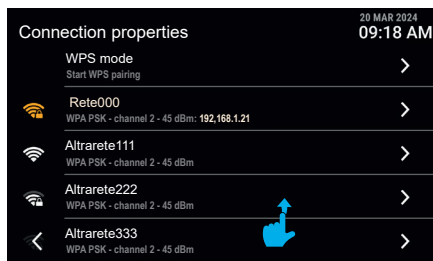 20 MAR 2024
Connection properties
09:18 AM
WPS mode
Start WPS pairing
Rete000
WPA PSK - channel 2 - 45 dBm: 192,168.1.21
Altrarete111
WPA PSK - channel 2 - 45 dBm
Altrarete222
WPA PSK - channel 2 - 45 dBm
Altrarete333
WPA PSK - channel 2 - 45 dBm